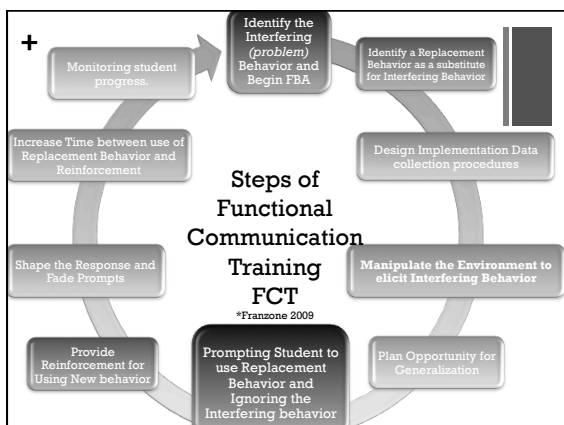 +
Identify the
Interfering
(problem)
Behavior and
Begin FBA
Identify a Replacement
Behavior as a substitute
for Interfering Behavior
Design Implementation Data
collection procedures
Manipulate the Environment to
elicit Interfering Behavior
Plan Opportunity for
Generalization
Prompting Student to
use Replacement
Behavior and
Ignoring the
Interfering behavior
Provide
Reinforcement for
Using New behavior
Shape the Response and
Fade Prompts
Increase Time between use of
Replacement Behavior and
Reinforcement
Monitoring student
progress.
Steps of
Functional
Communication
Training
FCT
*Franzone 2009